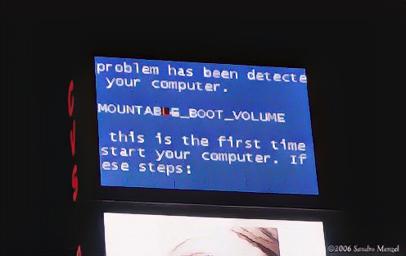 problem has been detecte
your computer.
MOUNTABLE_BOOT_VOLUME
this is the first time
start your computer. If
ese steps:
©2006 Sandro Menzel